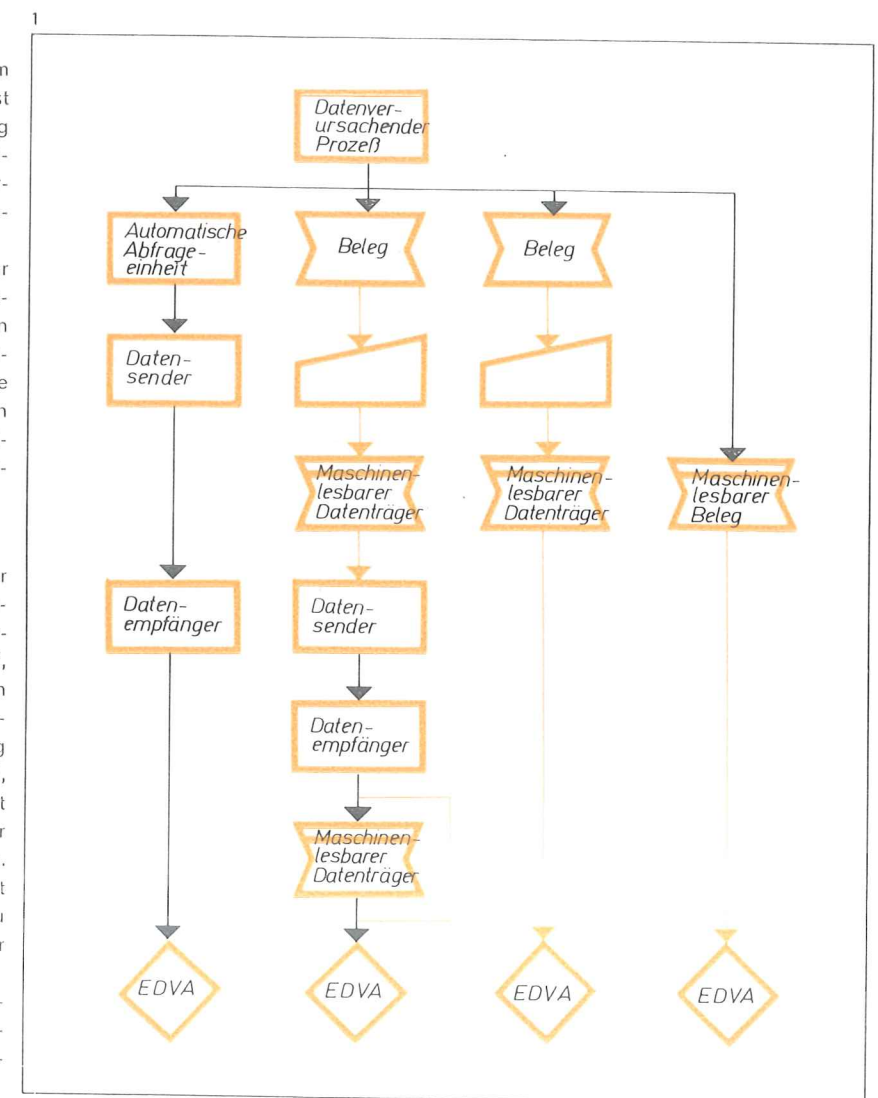 1
Datenver-
ursachender
Prozeß
Automatische
Abfrage-
einheit
Daten-
sender
Daten-
empfänger
EDVA
Beleg
Maschinen-
lesbarer
Datenträger
Daten-
sender
Daten-
empfänger
Maschinen-
lesbarer
Datenträger
EDVA
Beleg
Maschinen-
lesbarer
Datenträger
EDVA
Maschinen-
lesbarer
Beleg
EDVA